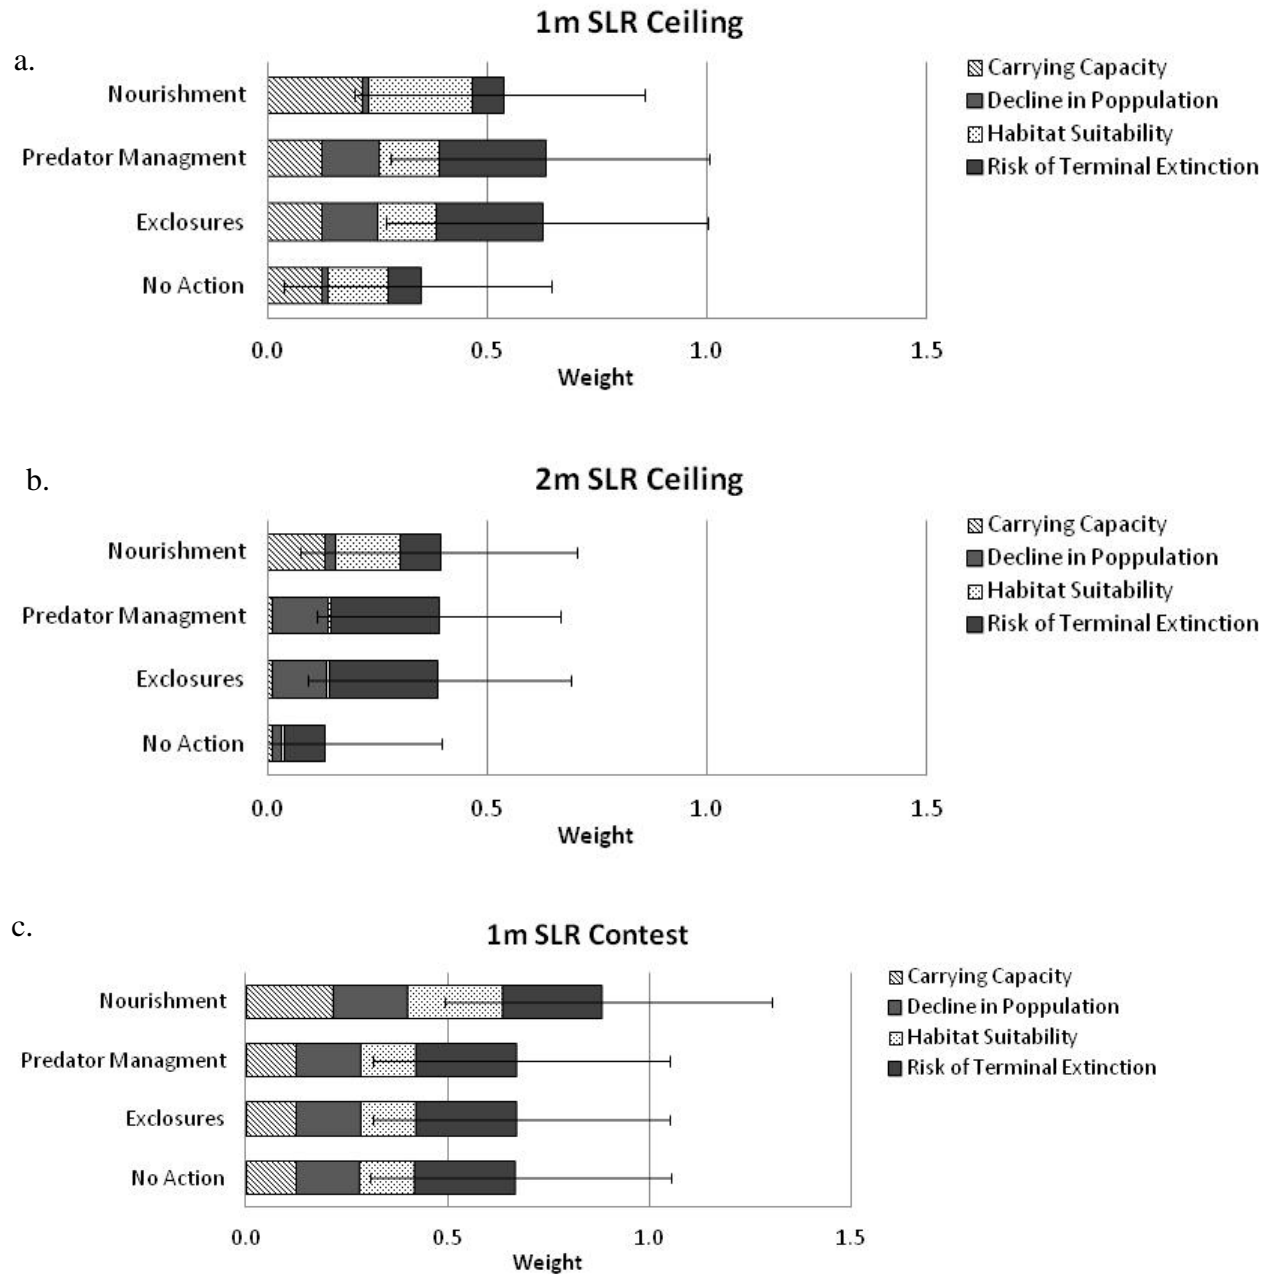 1m SLR Ceiling
a.
Nourishment
Predator Managment
Exclosures
No Action
0.0 0.5 1.0 1.5
Weight
Carrying Capacity
Decline in Poppulation
Habitat Suitability
Risk of Terminal Extinction
2m SLR Ceiling
b.
Nourishment
Predator Managment
Exclosures
No Action
0.0 0.5 1.0 1.5
Weight
Carrying Capacity
Decline in Poppulation
Habitat Suitability
Risk of Terminal Extinction
c.
1m SLR Contest
Nourishment
Predator Managment
Exclosures
No Action
0.0 0.5 1.0 1.5
Weight
Carrying Capacity
Decline in Poppulation
Habitat Suitability
Risk of Terminal Extinction